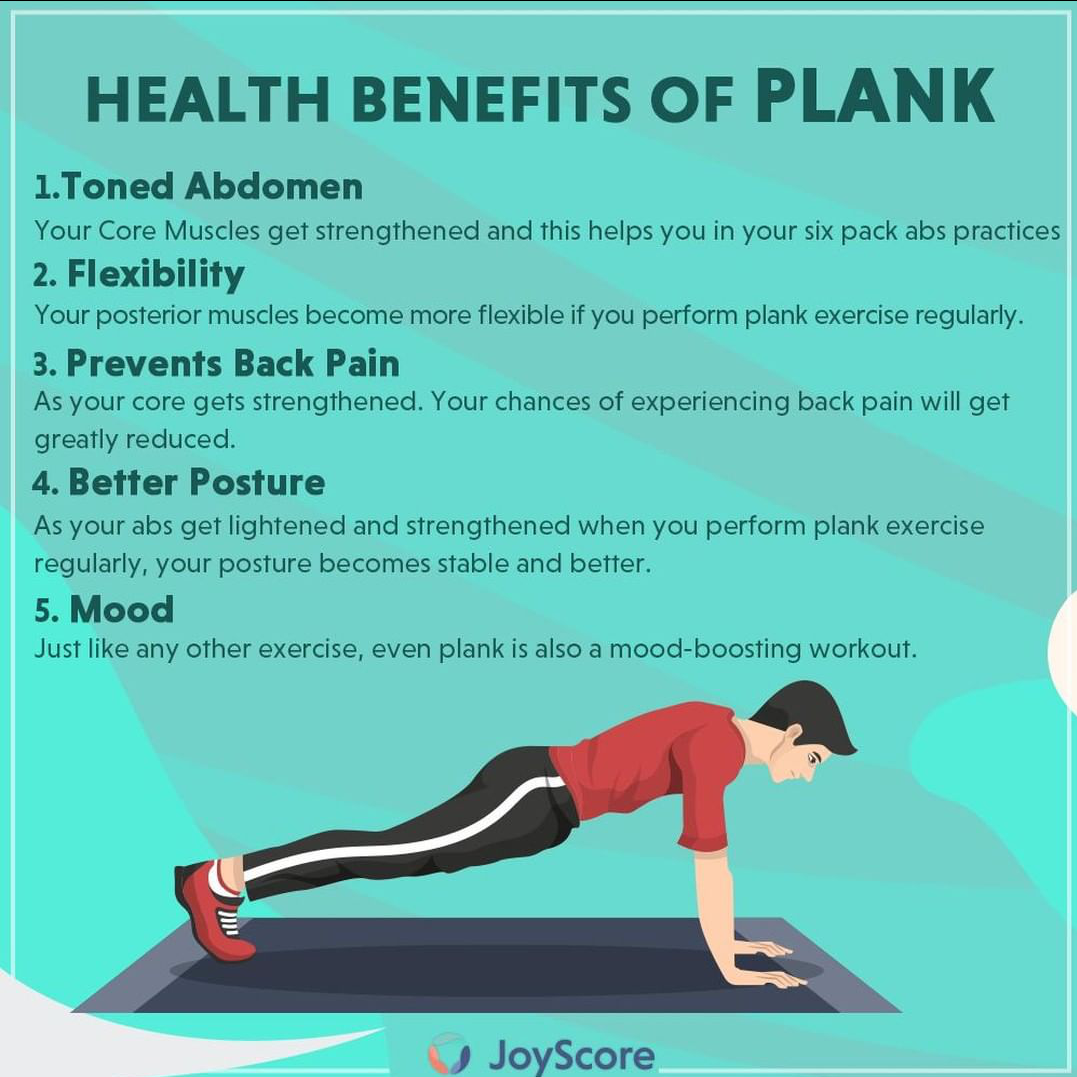 HEALTH BENEFITS OF PLANK
1.Toned Abdomen
Your Core Muscles get strengthened and this helps you in your six pack abs practices
2. Flexibility
Your posterior muscles become more flexible if you perform plank exercise regularly.
3. Prevents Back Pain
As your core gets strengthened. Your chances of experiencing back pain will get
greatly reduced.
4. Better Posture
As your abs get lightened and strengthened when you perform plank exercise
regularly, your posture becomes stable and better.
5. Mood
Just like any other exercise, even plank is also a mood-boosting workout.
JoyScore